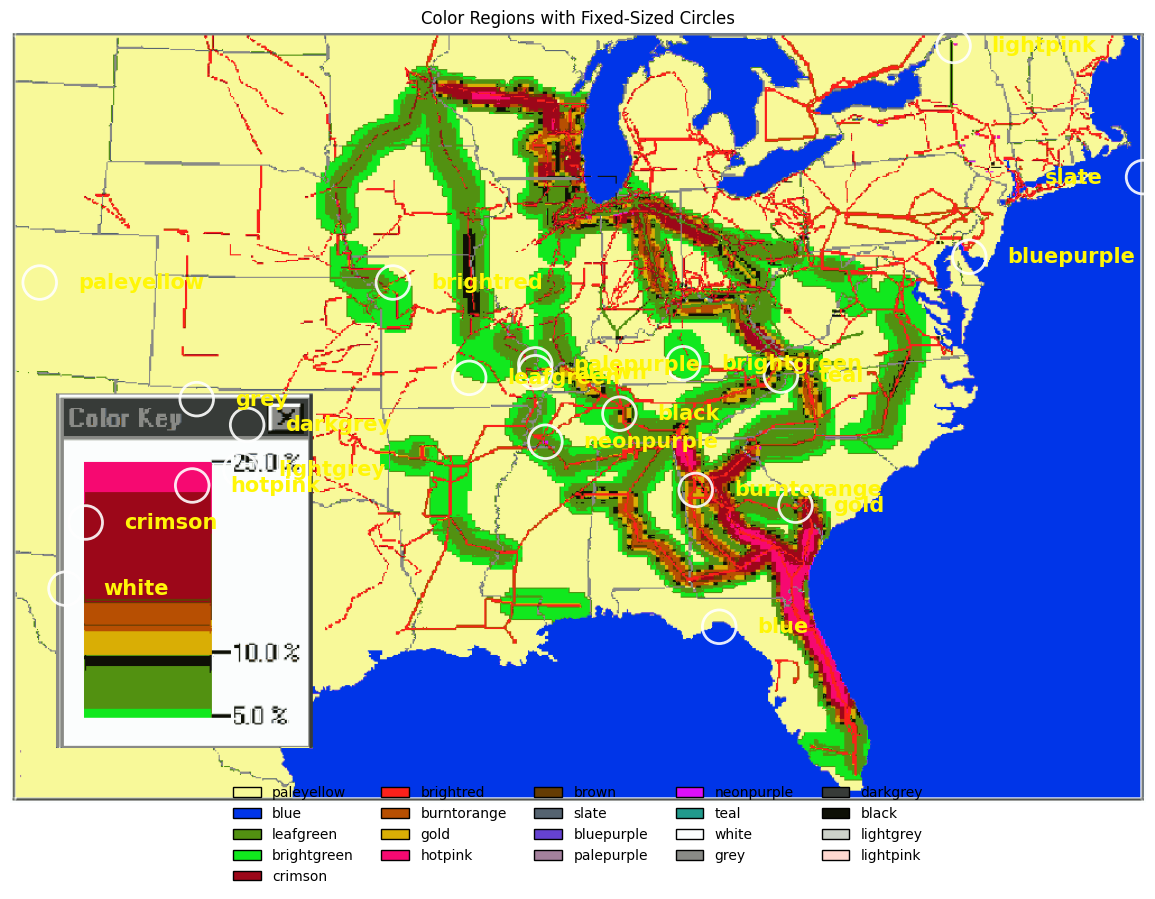 Color Regions with Fixed-Sized Circles
lightpink
slate
bluepurple
paleyellow
brightred
palepurple
brightgreen
leafgreen
teal
grey
black
darkgrey
neonpurple
lightgrey
hotpink
burntorange
gold
crimson
white
blue
Color Key
25.0 %
10.0 %
5.0 %
paleyellow brightred brown neonpurple darkgrey
blue burntorange slate teal black
leafgreen gold bluepurple white lightgrey
brightgreen hotpink palepurple grey lightpink
crimson